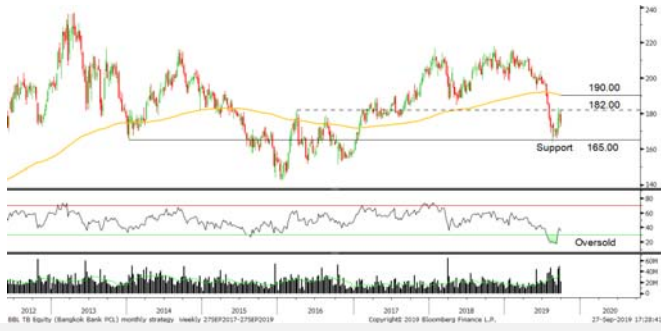 240
220
200
190.00
182.00
180
Support 165.00
160
140
80
60
40
Oversold
20
60M
40M
20M
0
2012 2013 2014 2015 2016 2017 2018 2019 2020
BBL TB Equity (Bangkok Bank PCL) monthly strategy weekly 27SEP2017-27SEP2019 Copyright© 2019 Bloomberg Finance L.P. 27-Sep-2019 17:28:41